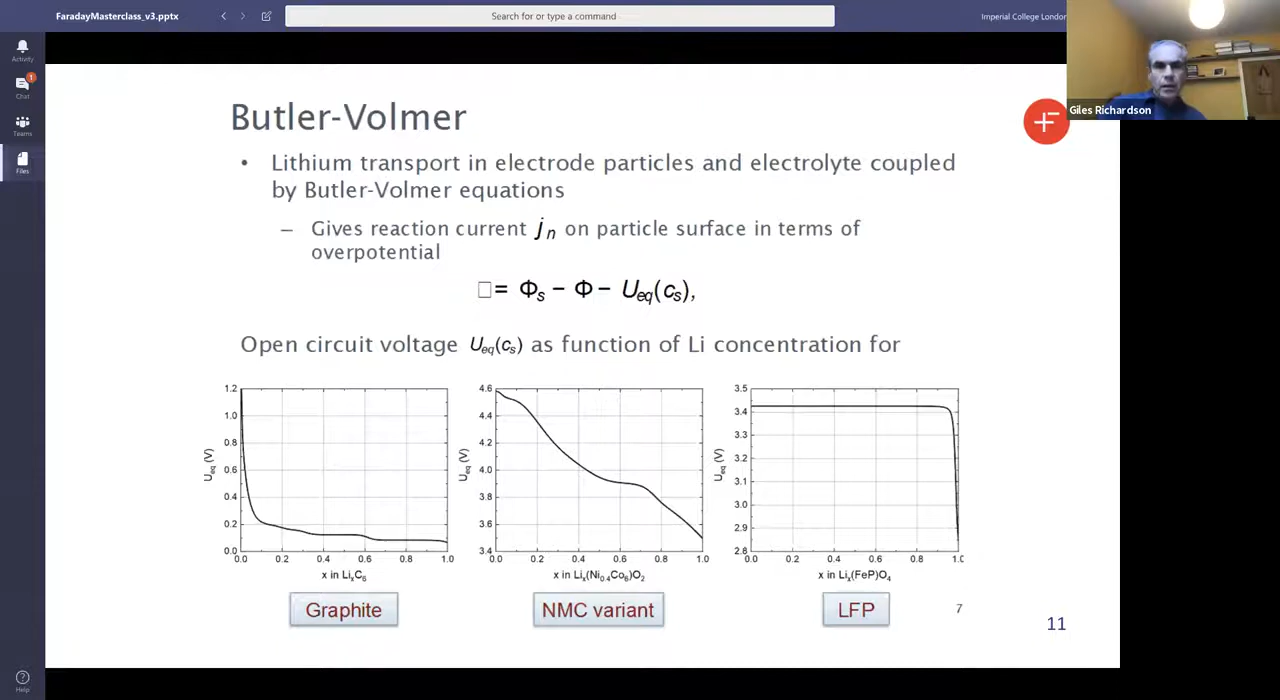 FaradayMasterclass_v3.pptx
Search for or type a command
Imperial College London
Activity
1
Chat
Teams
Files
Help
Giles Richardson
Butler-Volmer
• Lithium transport in electrode particles and electrolyte coupled
by Butler-Volmer equations
– Gives reaction current jn on particle surface in terms of
overpotential
□= Φs − Φ − Ueq(cs),
Open circuit voltage Ueq(cs) as function of Li concentration for
1.2
1.0
0.8
0.6
0.4
0.2
0.0
Ueq (V)
0.0 0.2 0.4 0.6 0.8 1.0
x in LixC6
Graphite
4.6
4.4
4.2
4.0
3.8
3.6
3.4
Ueq (V)
0.0 0.2 0.4 0.6 0.8 1.0
x in Lix(Ni0.4Co6)O2
NMC variant
3.5
3.4
3.3
3.2
3.1
3.0
2.9
2.8
Ueq (V)
0.0 0.2 0.4 0.6 0.8 1.0
x in Lix(FeP)O4
LFP
7
11